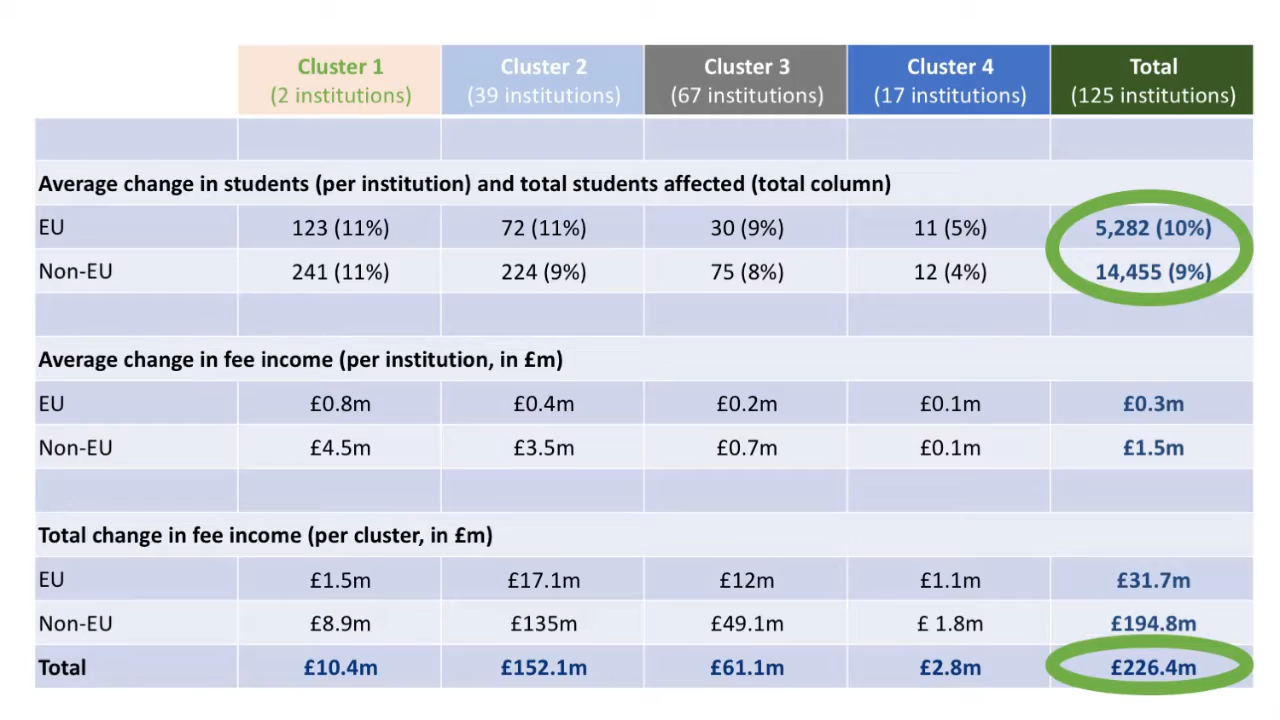 Cluster 1 Cluster 2 Cluster 3 Cluster 4 Total
(2 institutions) (39 institutions) (67 institutions) (17 institutions) (125 institutions)
Average change in students (per institution) and total students affected (total column)
EU 123 (11%) 72 (11%) 30 (9%) 11 (5%) 5,282 (10%)
Non-EU 241 (11%) 224 (9%) 75 (8%) 12 (4%) 14,455 (9%)
Average change in fee income (per institution, in £m)
EU £0.8m £0.4m £0.2m £0.1m £0.3m
Non-EU £4.5m £3.5m £0.7m £0.1m £1.5m
Total change in fee income (per cluster, in £m)
EU £1.5m £17.1m £12m £1.1m £31.7m
Non-EU £8.9m £135m £49.1m £ 1.8m £194.8m
Total £10.4m £152.1m £61.1m £2.8m £226.4m